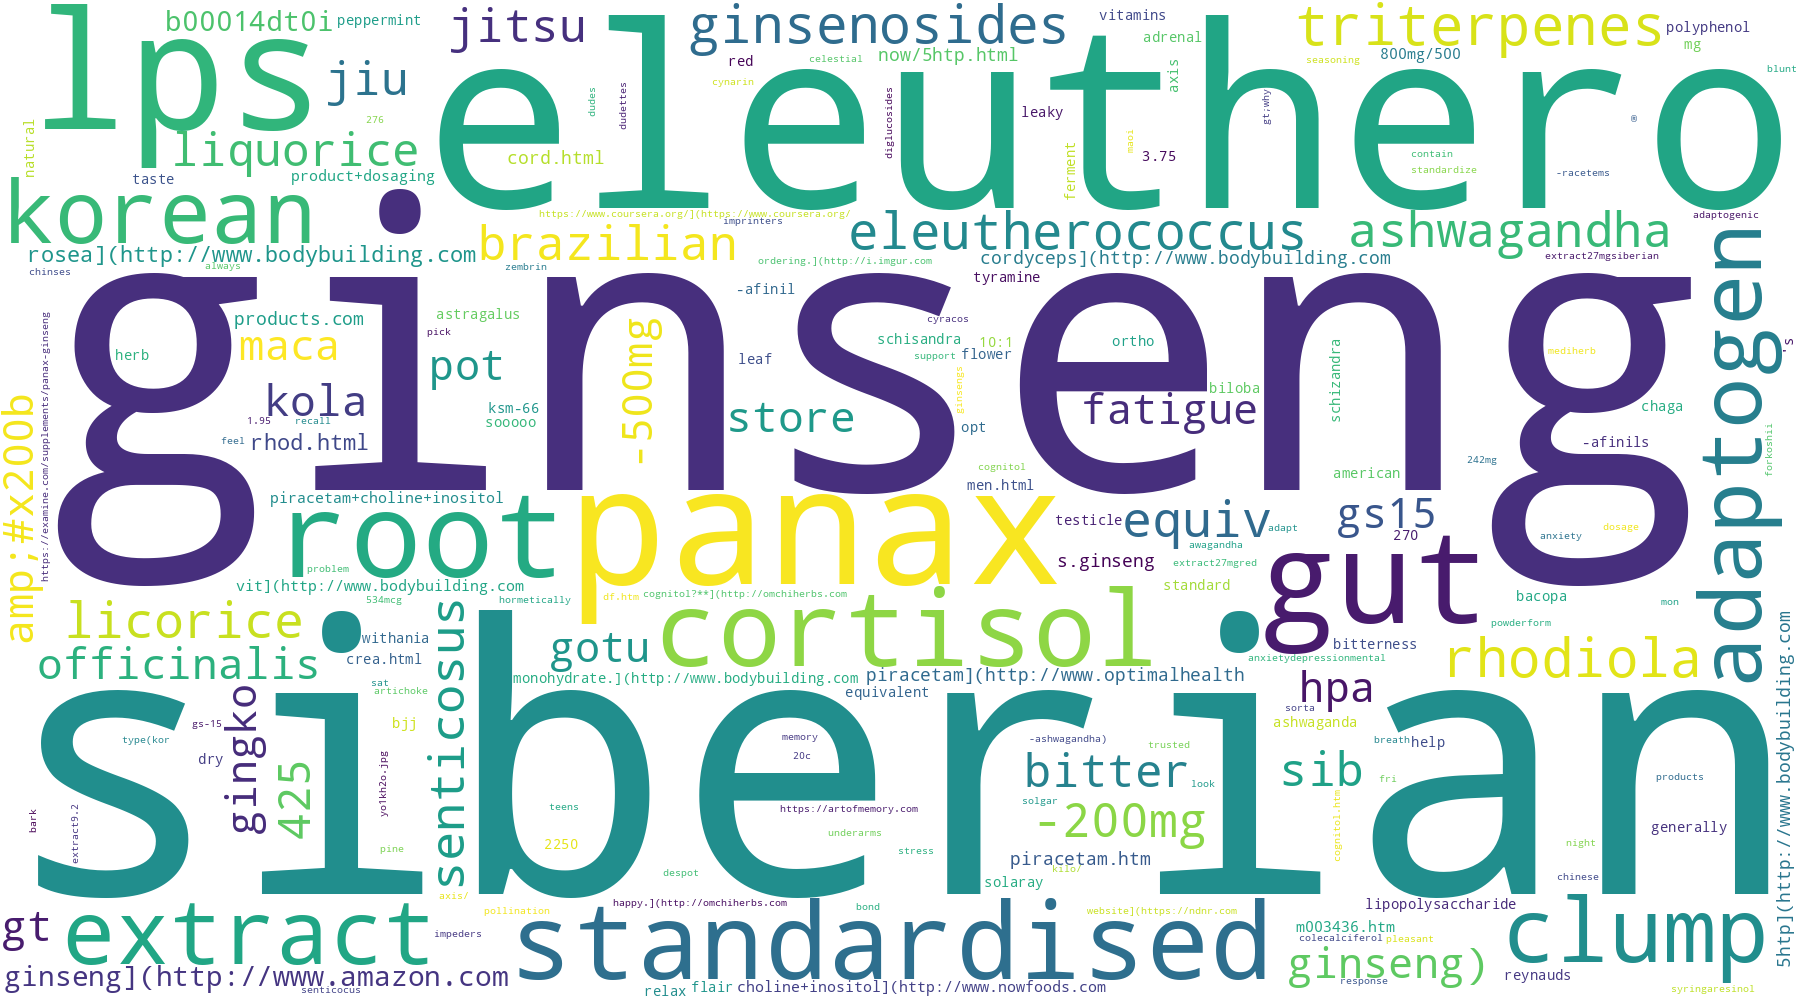 lps
eleuthero
b00014dt0i
peppermint
jitsu
ginsenosides
vitamins
triterpenes
polyphenol
mg
adrenal
jiu
red
celestial
now/5htp.html
axis
800mg/500
seasoning
blunt
cynarin
dudes
dudettes
diglucosides
leaky
gt;why
®
276
natural
liquorice
cord.html
ferment
maoi
3.75
contain
standardize
taste
product+dosaging
-racetems
korean
https://www.coursera.org/](https://www.coursera.org/
imprinters
adaptogenic
rosea](http://www.bodybuilding.com
brazilian
eleutherococcus
ashwagandha
adaptogen
chinses
always
zembrin
ordering.](http://i.imgur.com
cordyceps](http://www.bodybuilding.com
extract27mgsiberian
tyramine
ginseng
-afinil
products.com
astragalus
cyracos
pick
schisandra
10:1
ortho
schizandra
's
herb
maca
pot
-500mg
leaf
support
flower
mediherb
https://examine.com/supplements/panax-ginseng
amp;#x200b
kola
ksm-66
ginsengs
biloba
fatigue
chaga
1.95
recall
sooooo
store
opt
feel
rhod.html
-afinils
forkoshii
cognitol
242mg
american
men.html
piracetam+choline+inositol
root
panax
testicle
equiv
adapt
gs15
270
dosage
awagandha
anxiety
problem
s.ginseng
extract27mgred
gut
vit](http://www.bodybuilding.com
standard
534mcg
hormetically
df.htm
cognitol?**](http://omchiherbs.com
bacopa
mon
licorice
senticosus
cortisol
powderform
5htp](http://www.bodybuilding.com
withania
gotu
bitterness
rhodiola
officinalis
crea.html
anxietydepressionmental
monohydrate.](http://www.bodybuilding.com
piracetam](http://www.optimalhealth
hpa
sat
artichoke
equivalent
gingko
siberian
sorta
gs-15
bjj
ashwaganda
type(kor
memory
-ashwagandha)
trusted
breath
help
dry
20c
bitter
sib
yo1kh2o.jpg
425
look
fri
products
teens
solgar
bark
extract9.2
https://artofmemory.com
-200mg
cognitol.htm
generally
2250
underarms
night
pine
stress
piracetam.htm
despot
kilo/
solaray
chinese
axis/
pollination
happy.](http://omchiherbs.com
bond
website](https://ndnr.com
lipopolysaccharide
gt
extract
impeders
standardised
m003436.htm
colecalciferol
pleasant
clump
ginseng](http://www.amazon.com
ginseng)
reynauds
senticocus
relax
flair
choline+inositol](http://www.nowfoods.com
response
syringaresinol